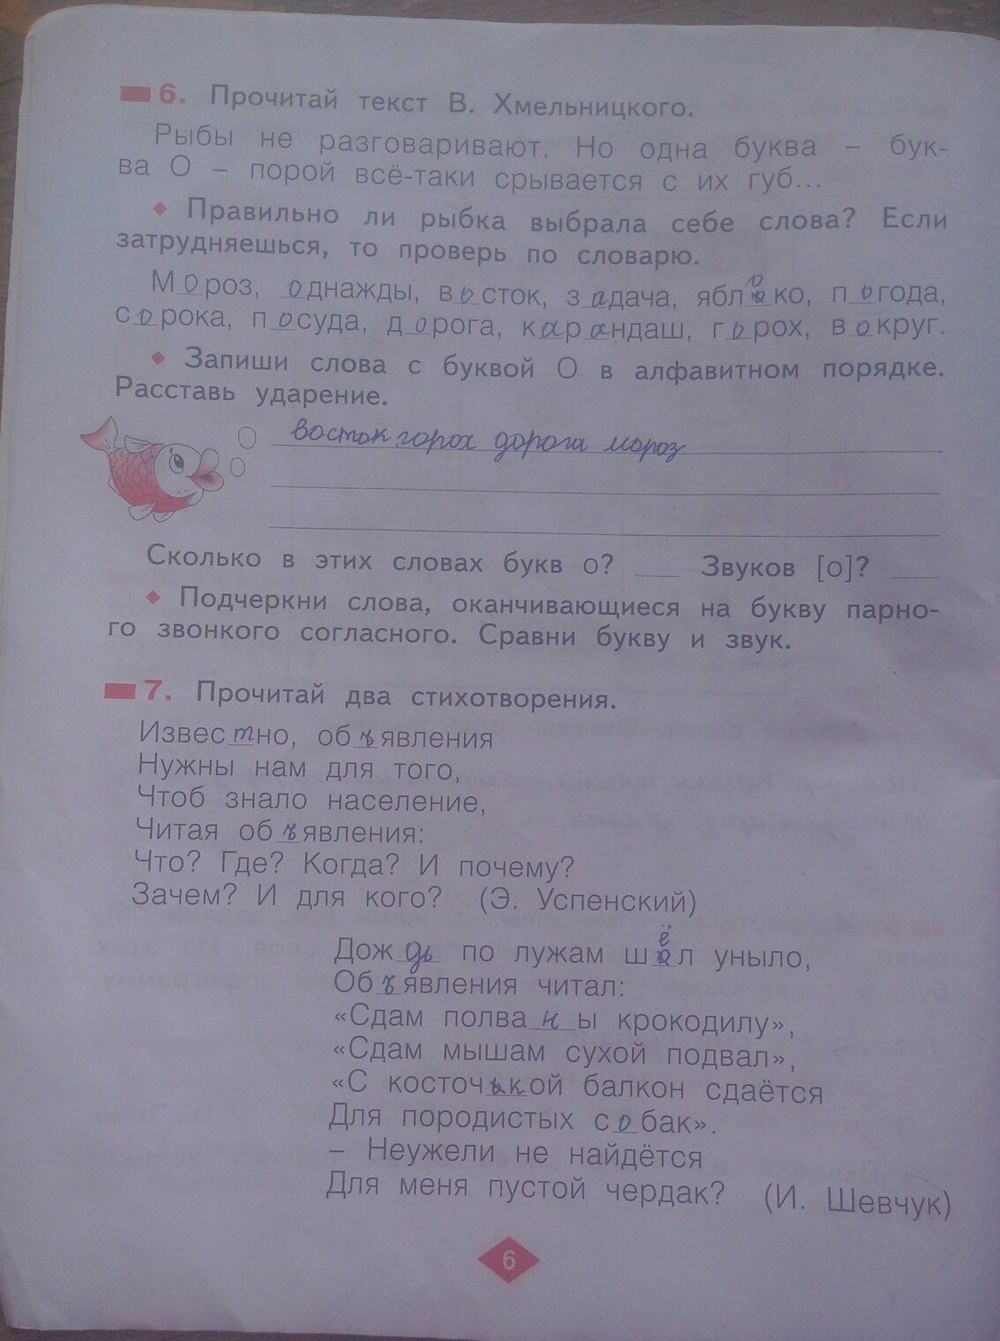 6. Прочитай текст В. Хмельницкого.
Рыбы не разговаривают. Но одна буква – бук-
ва О – порой всё-таки срывается с их губ...
◆ Правильно ли рыбка выбрала себе слова? Если
затрудняешься, то проверь по словарю.
Мороз, однажды, восток, задача, яблоко, погода,
сорока, посуда, дорога, карандаш, горох, вокруг.
◆ Запиши слова с буквой О в алфавитном порядке.
Расставь ударение.
восток горох дорога мороз
Сколько в этих словах букв о? ___ Звуков [о]? ___
◆ Подчеркни слова, оканчивающиеся на букву парно-
го звонкого согласного. Сравни букву и звук.
7. Прочитай два стихотворения.
Известно, объявления
Нужны нам для того,
Чтоб знало население,
Читая объявления:
Что? Где? Когда? И почему?
Зачем? И для кого? (Э. Успенский)
Дождь по лужам шёл уныло,
Объявления читал:
«Сдам полване ы крокодилу»,
«Сдам мышам сухой подвал»,
«С косточикой балкон сдаётся
Для породистых собак».
– Неужели не найдётся
Для меня пустой чердак? (И. Шевчук)
6